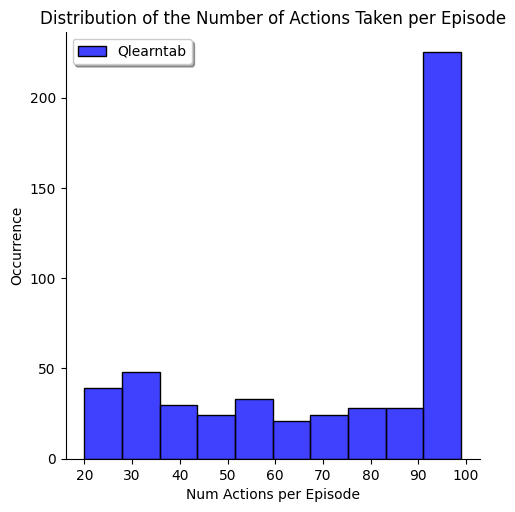 Distribution of the Number of Actions Taken per Episode
Qlearntab
200
150
100
50
0
Occurrence
20 30 40 50 60 70 80 90 100
Num Actions per Episode